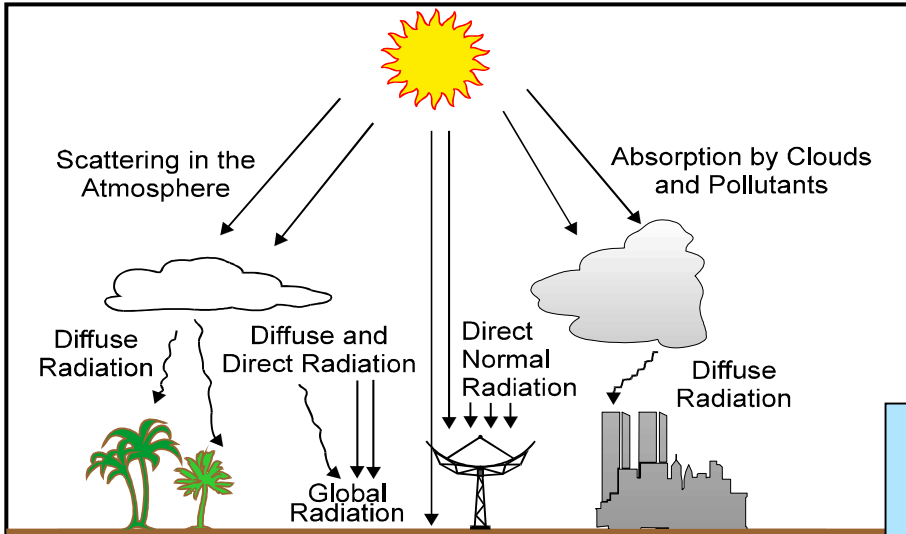 Scattering in the
Atmosphere
Absorption by Clouds
and Pollutants
Diffuse
Radiation
Diffuse and
Direct Radiation
Direct
Normal
Radiation
Diffuse
Radiation
Global
Radiation